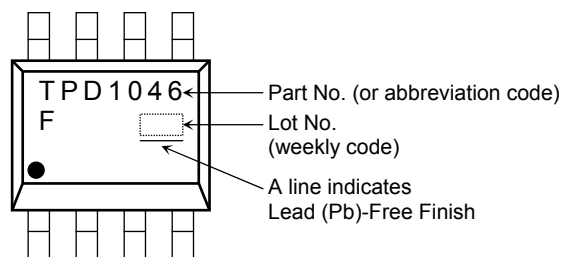 TPD1046
F
Part No. (or abbreviation code)
Lot No.
(weekly code)
A line indicates
Lead (Pb)-Free Finish